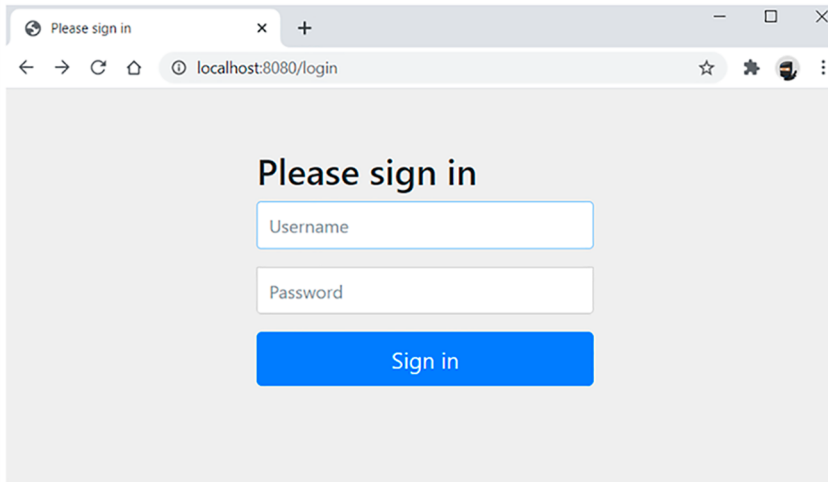 Please sign in
localhost:8080/login
Please sign in
Username
Password
Sign in